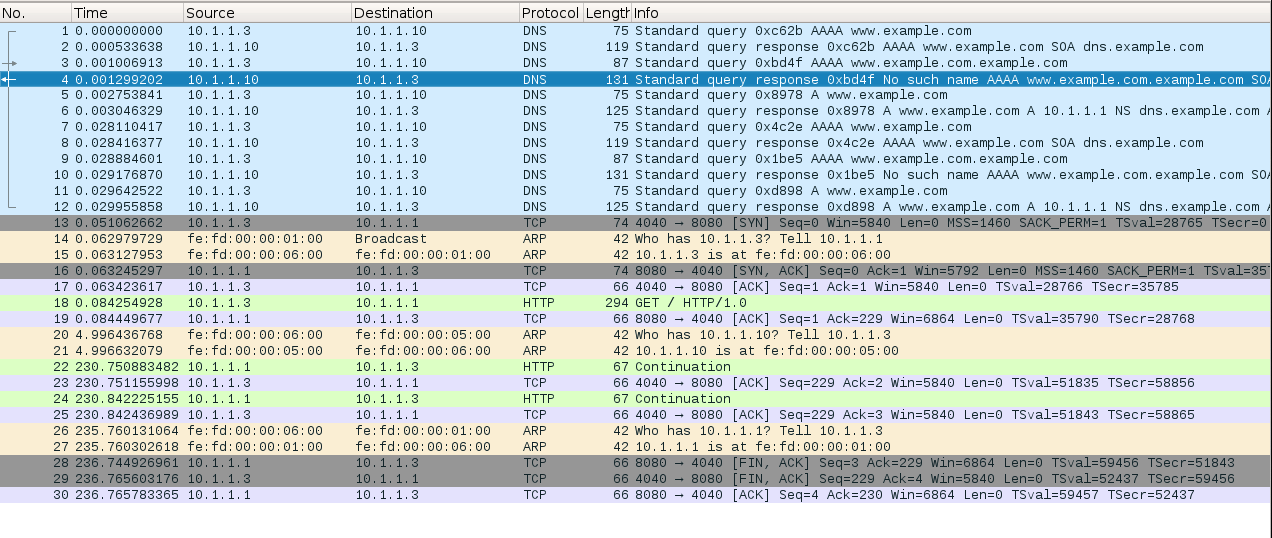 No. Time Source Destination Protocol Length Info
1 0.000000000 10.1.1.3 10.1.1.10 DNS 75 Standard query 0xc62b AAAA www.example.com
2 0.000533638 10.1.1.10 10.1.1.3 DNS 119 Standard query response 0xc62b AAAA www.example.com SOA dns.example.com
3 0.001006913 10.1.1.3 10.1.1.10 DNS 87 Standard query 0xbd4f AAAA www.example.com.example.com
4 0.001299202 10.1.1.10 10.1.1.3 DNS 131 Standard query response 0xbd4f No such name AAAA www.example.com.example.com SOA
5 0.002753841 10.1.1.3 10.1.1.10 DNS 75 Standard query 0x8978 A www.example.com
6 0.003046329 10.1.1.10 10.1.1.3 DNS 125 Standard query response 0x8978 A www.example.com A 10.1.1.1 NS dns.example.com A
7 0.028110417 10.1.1.3 10.1.1.10 DNS 75 Standard query 0x4c2e AAAA www.example.com
8 0.028416377 10.1.1.10 10.1.1.3 DNS 119 Standard query response 0x4c2e AAAA www.example.com SOA dns.example.com
9 0.028884601 10.1.1.3 10.1.1.10 DNS 87 Standard query 0x1be5 AAAA www.example.com.example.com
10 0.029176870 10.1.1.10 10.1.1.3 DNS 131 Standard query response 0x1be5 No such name AAAA www.example.com.example.com SOA
11 0.029642522 10.1.1.3 10.1.1.10 DNS 75 Standard query 0xd898 A www.example.com
12 0.029955858 10.1.1.10 10.1.1.3 DNS 125 Standard query response 0xd898 A www.example.com A 10.1.1.1 NS dns.example.com A
13 0.051062662 10.1.1.3 10.1.1.1 TCP 74 4040 → 8080 [SYN] Seq=0 Win=5840 Len=0 MSS=1460 SACK_PERM=1 TSval=28765 TSecr=0
14 0.062979729 fe:fd:00:00:01:00 Broadcast ARP 42 Who has 10.1.1.3? Tell 10.1.1.1
15 0.063127953 fe:fd:00:00:06:00 fe:fd:00:00:01:00 ARP 42 10.1.1.3 is at fe:fd:00:00:06:00
16 0.063245297 10.1.1.1 10.1.1.3 TCP 74 8080 → 4040 [SYN, ACK] Seq=0 Ack=1 Win=5792 Len=0 MSS=1460 SACK_PERM=1 TSval=357
17 0.063423617 10.1.1.3 10.1.1.1 TCP 66 4040 → 8080 [ACK] Seq=1 Ack=1 Win=5840 Len=0 TSval=28766 TSecr=35785
18 0.084254928 10.1.1.3 10.1.1.1 HTTP 294 GET / HTTP/1.0
19 0.084449677 10.1.1.1 10.1.1.3 TCP 66 8080 → 4040 [ACK] Seq=1 Ack=229 Win=6864 Len=0 TSval=35790 TSecr=28768
20 4.996436768 fe:fd:00:00:06:00 fe:fd:00:00:05:00 ARP 42 Who has 10.1.1.10? Tell 10.1.1.3
21 4.996632079 fe:fd:00:00:05:00 fe:fd:00:00:06:00 ARP 42 10.1.1.10 is at fe:fd:00:00:05:00
22 230.750883482 10.1.1.1 10.1.1.3 HTTP 67 Continuation
23 230.751155998 10.1.1.3 10.1.1.1 TCP 66 4040 → 8080 [ACK] Seq=229 Ack=2 Win=5840 Len=0 TSval=51835 TSecr=58856
24 230.842225155 10.1.1.1 10.1.1.3 HTTP 67 Continuation
25 230.842436989 10.1.1.3 10.1.1.1 TCP 66 4040 → 8080 [ACK] Seq=229 Ack=3 Win=5840 Len=0 TSval=51843 TSecr=58865
26 235.760131064 fe:fd:00:00:06:00 fe:fd:00:00:01:00 ARP 42 Who has 10.1.1.1? Tell 10.1.1.3
27 235.760302618 fe:fd:00:00:01:00 fe:fd:00:00:06:00 ARP 42 10.1.1.1 is at fe:fd:00:00:01:00
28 236.744926961 10.1.1.1 10.1.1.3 TCP 66 8080 → 4040 [FIN, ACK] Seq=3 Ack=229 Win=6864 Len=0 TSval=59456 TSecr=51843
29 236.765603176 10.1.1.3 10.1.1.1 TCP 66 4040 → 8080 [FIN, ACK] Seq=229 Ack=4 Win=5840 Len=0 TSval=52437 TSecr=59456
30 236.765783365 10.1.1.1 10.1.1.3 TCP 66 8080 → 4040 [ACK] Seq=4 Ack=230 Win=6864 Len=0 TSval=59457 TSecr=52437